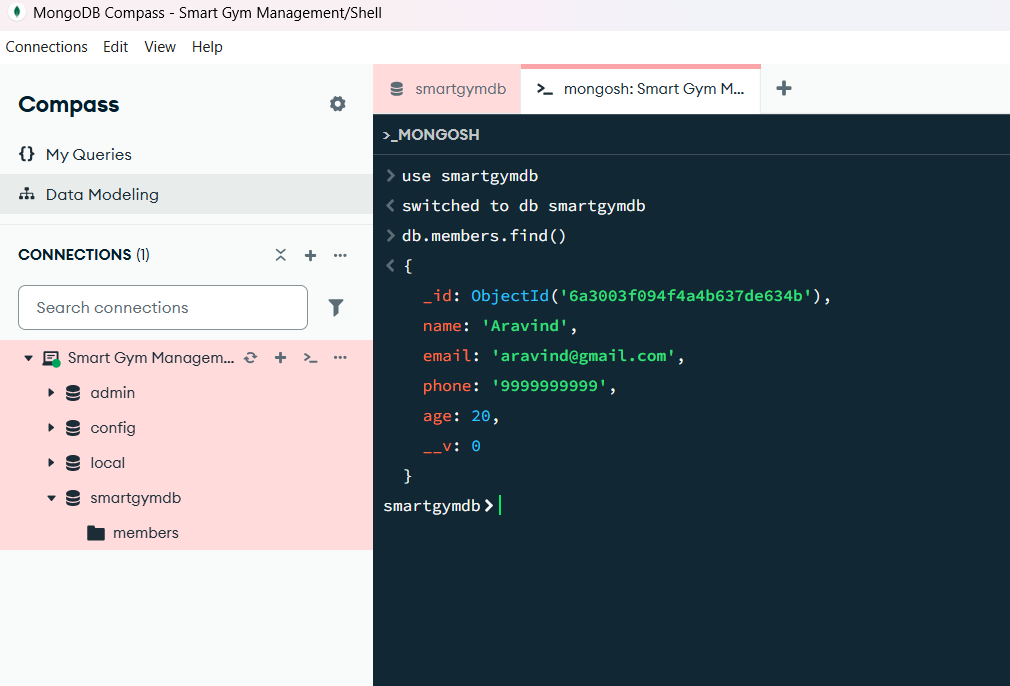 MongoDB Compass - Smart Gym Management/Shell
Connections Edit View Help
Compass
{} My Queries
Data Modeling
CONNECTIONS (1)
Search connections
Smart Gym Managem...
admin
config
local
smartgymdb
members
smartgymdb
>_ mongosh: Smart Gym M...
>_MONGOSH
> use smartgymdb
< switched to db smartgymdb
> db.members.find()
< {
_id: ObjectId('6a3003f094f4a4b637de634b'),
name: 'Aravind',
email: 'aravind@gmail.com',
phone: '9999999999',
age: 20,
__v: 0
}
smartgymdb>